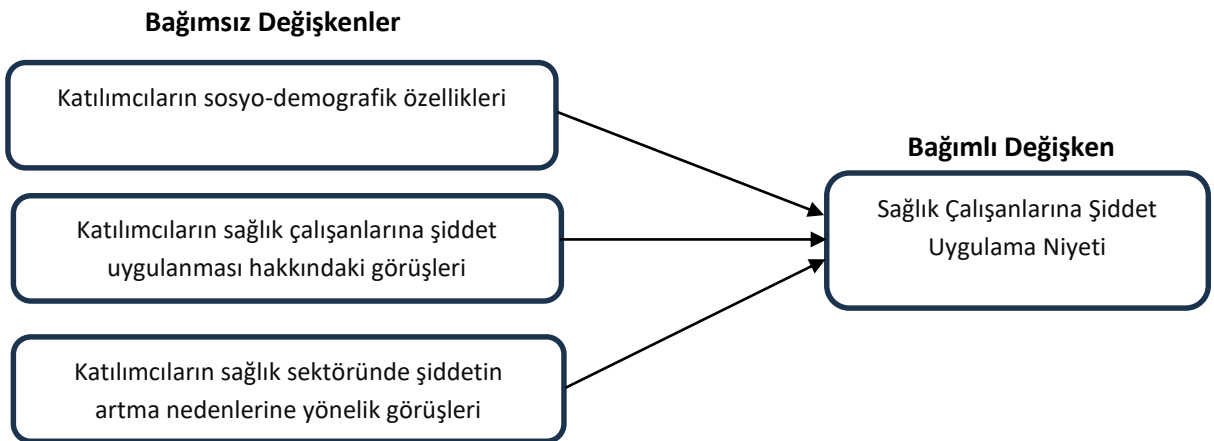 Bağımsız Değişkenler
Katılımcıların sosyo-demografik özellikleri
Katılımcıların sağlık çalışanlarına şiddet
uygulanması hakkındaki görüşleri
Katılımcıların sağlık sektöründe şiddetin
artma nedenlerine yönelik görüşleri
Bağımlı Değişken
Sağlık Çalışanlarına Şiddet
Uygulama Niyeti